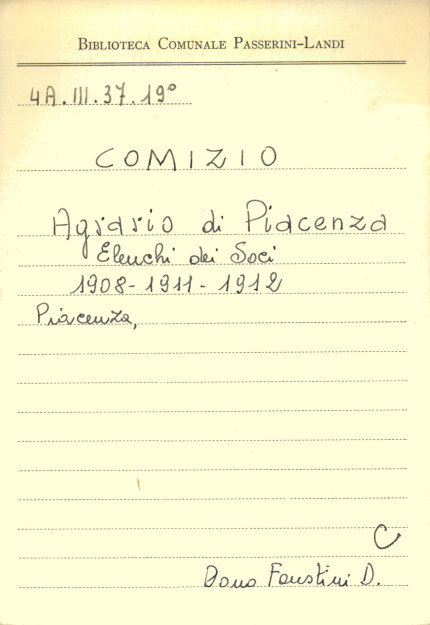 BIBLIOTECA COMUNALE PASSERINI-LANDI
4A.III.37.19°
COMIZIO
Agrario di Piacenza
Elenchi dei Soci
1908-1911-1912
Piacenza,
C
Dono Faustini D.